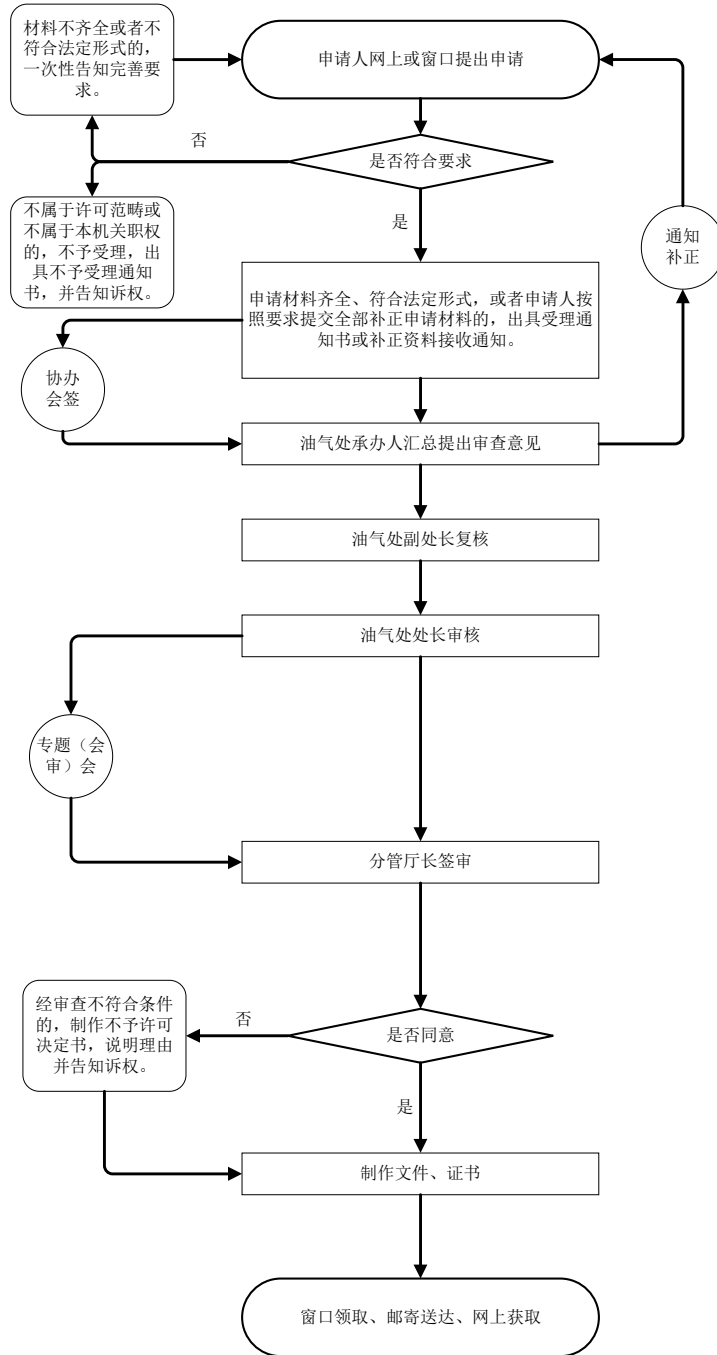 材料不齐全或者不
符合法定形式的，
一次性告知完善要
求。
申请人网上或窗口提出申请
否
是否符合要求
不属于许可范畴或
不属于本机关职权
的，不予受理，出
具不予受理通知
书，并告知诉权。
是
通知
补正
申请材料齐全、符合法定形式，或者申请人按
照要求提交全部补正申请材料的，出具受理通
知书或补正资料接收通知。
协办
会签
油气处承办人汇总提出审查意见
油气处副处长复核
油气处处长审核
专题（会
审）会
分管厅长签审
经审查不符合条件
的，制作不予许可
决定书，说明理由
并告知诉权。
否
是否同意
是
制作文件、证书
窗口领取、邮寄送达、网上获取